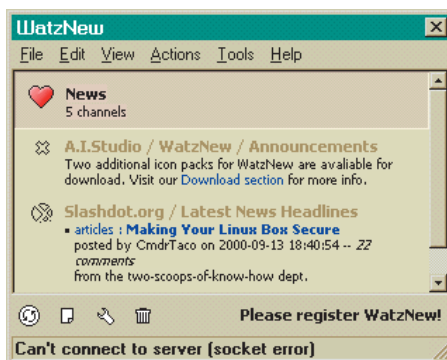 WatzNew
File Edit View Actions Tools Help
News
5 channels
A.I.Studio / WatzNew / Announcements
Two additional icon packs for WatzNew are avaliable for
download. Visit our Download section for more info.
Slashdot.org / Latest News Headlines
▪ articles : Making Your Linux Box Secure
posted by CmdrTaco on 2000-09-13 18:40:54 -- 22
comments
from the two-scoops-of-know-how dept.
Please register WatzNew!
Can't connect to server (socket error)